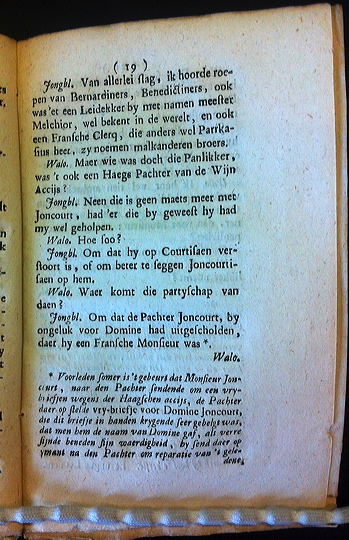 ( 19 )
Jongbl. Van allerlei slag, ik hoorde roe-
pen van Bernardiners, Benedictiners, ook
was 'er een Leidekker by met namen meester
Melchior, wel bekent in de werelt, en ook
een Fransche Clerq, die anders wel Parrka-
sius heet, zy noemen malkanderen broers.
Walo. Maer wie was doch die Panlikker,
was 't ook een Haegs Pachter van de Wijn
Accijs?
Jongbl. Neen die is geen maets meer met
Joncourt, had 'er die by geweest hy had
my wel geholpen.
Walo. Hoe soo?
Jongbl. Om dat hy op Courtisaen ver-
stoort is, of om beter te seggen Joncourti-
saen op hem.
Walo. Waer komt die partyschap van
daen?
Jongbl. Om dat de Pachter Joncourt, by
ongeluk voor Domine had uitgescholden,
daer hy een Fransche Monsieur was *.
Walo.
* Voorleden somer is 't gebeurt dat Monsieur Jon-
court, naer den Pachter sendende om een vry-
briefjen wegens der Haagschen accijs, de Pachter
daer op stelde vry-briefje voor Domine Joncourt,
die dit briefje in handen krygende seer gebelgt was,
dat men hem de naam van Domine gaf, als verre
sijnde beneden sijn waerdigheid, hy send daer op
ymant na den Pachter om reparatie van 't gele-
dene,